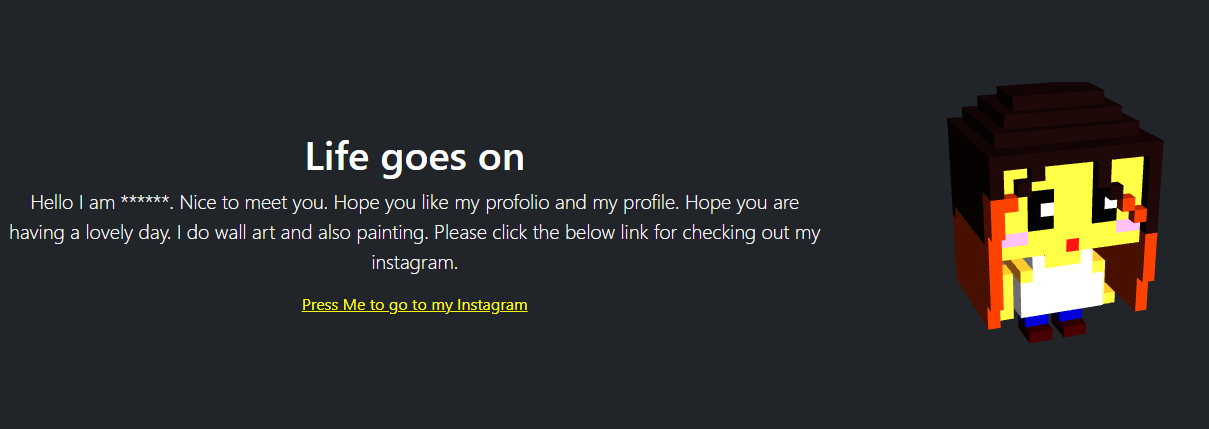 Life goes on
Hello I am ******. Nice to meet you. Hope you like my profolio and my profile. Hope you are
having a lovely day. I do wall art and also painting. Please click the below link for checking out my
instagram.
Press Me to go to my Instagram